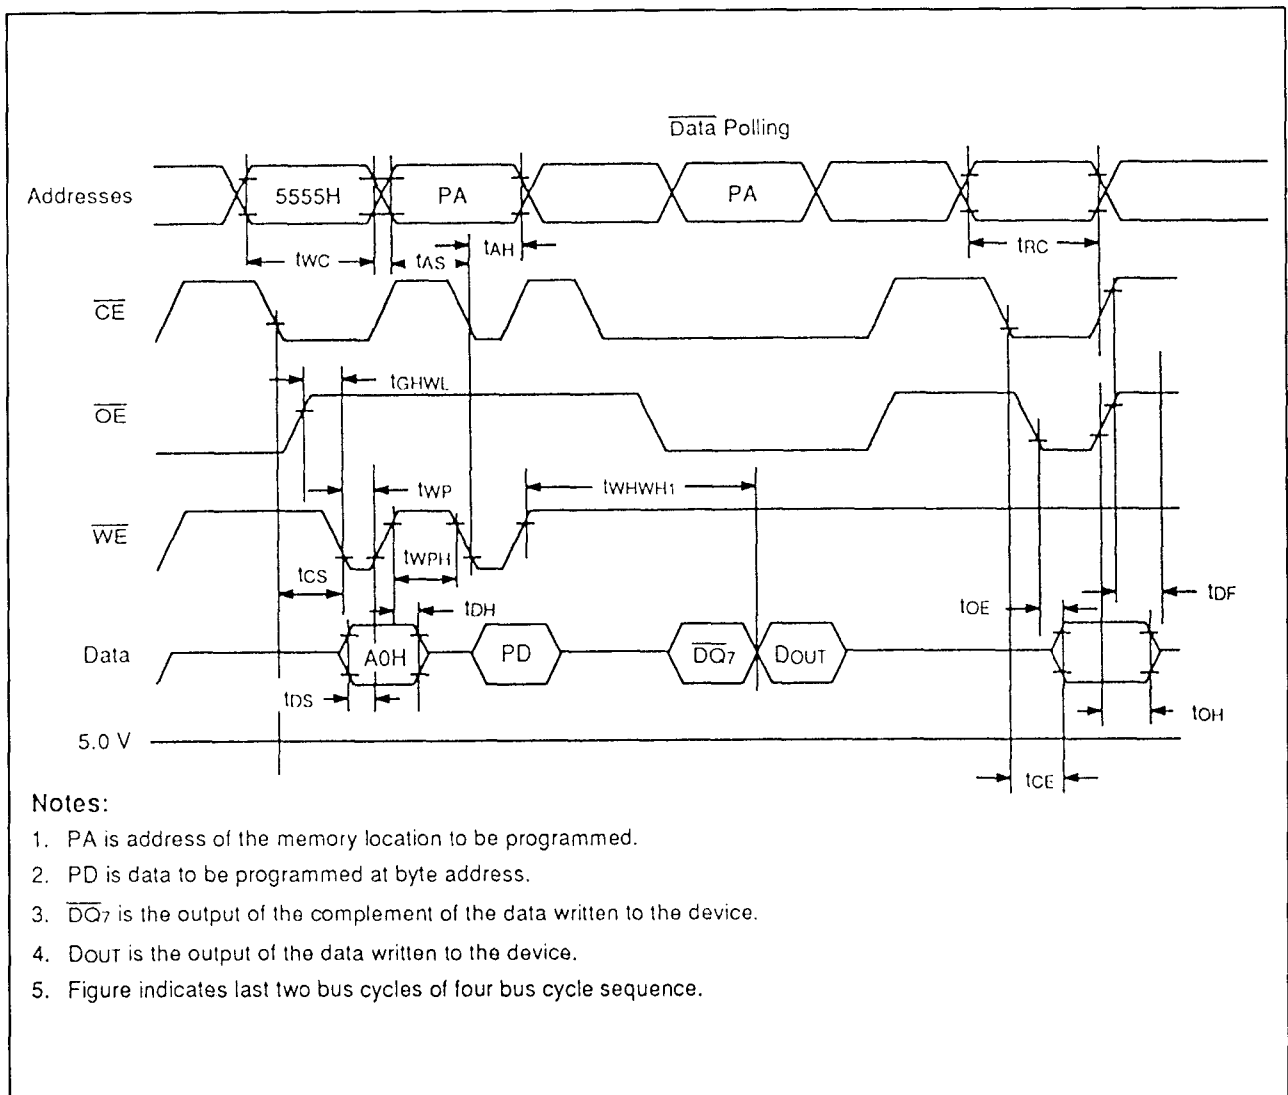 Data Polling
Addresses
5555H
PA
PA
tWC
tAS
tAH
tRC
CE
tGHWL
OE
tWP
tWHWH1
WE
tWPH
tCS
tDH
tOE
tDF
Data
A0H
PD
DQ7
DOUT
tDS
tOH
5.0 V
tCE
Notes:
1. PA is address of the memory location to be programmed.
2. PD is data to be programmed at byte address.
3. DQ7 is the output of the complement of the data written to the device.
4. DOUT is the output of the data written to the device.
5. Figure indicates last two bus cycles of four bus cycle sequence.